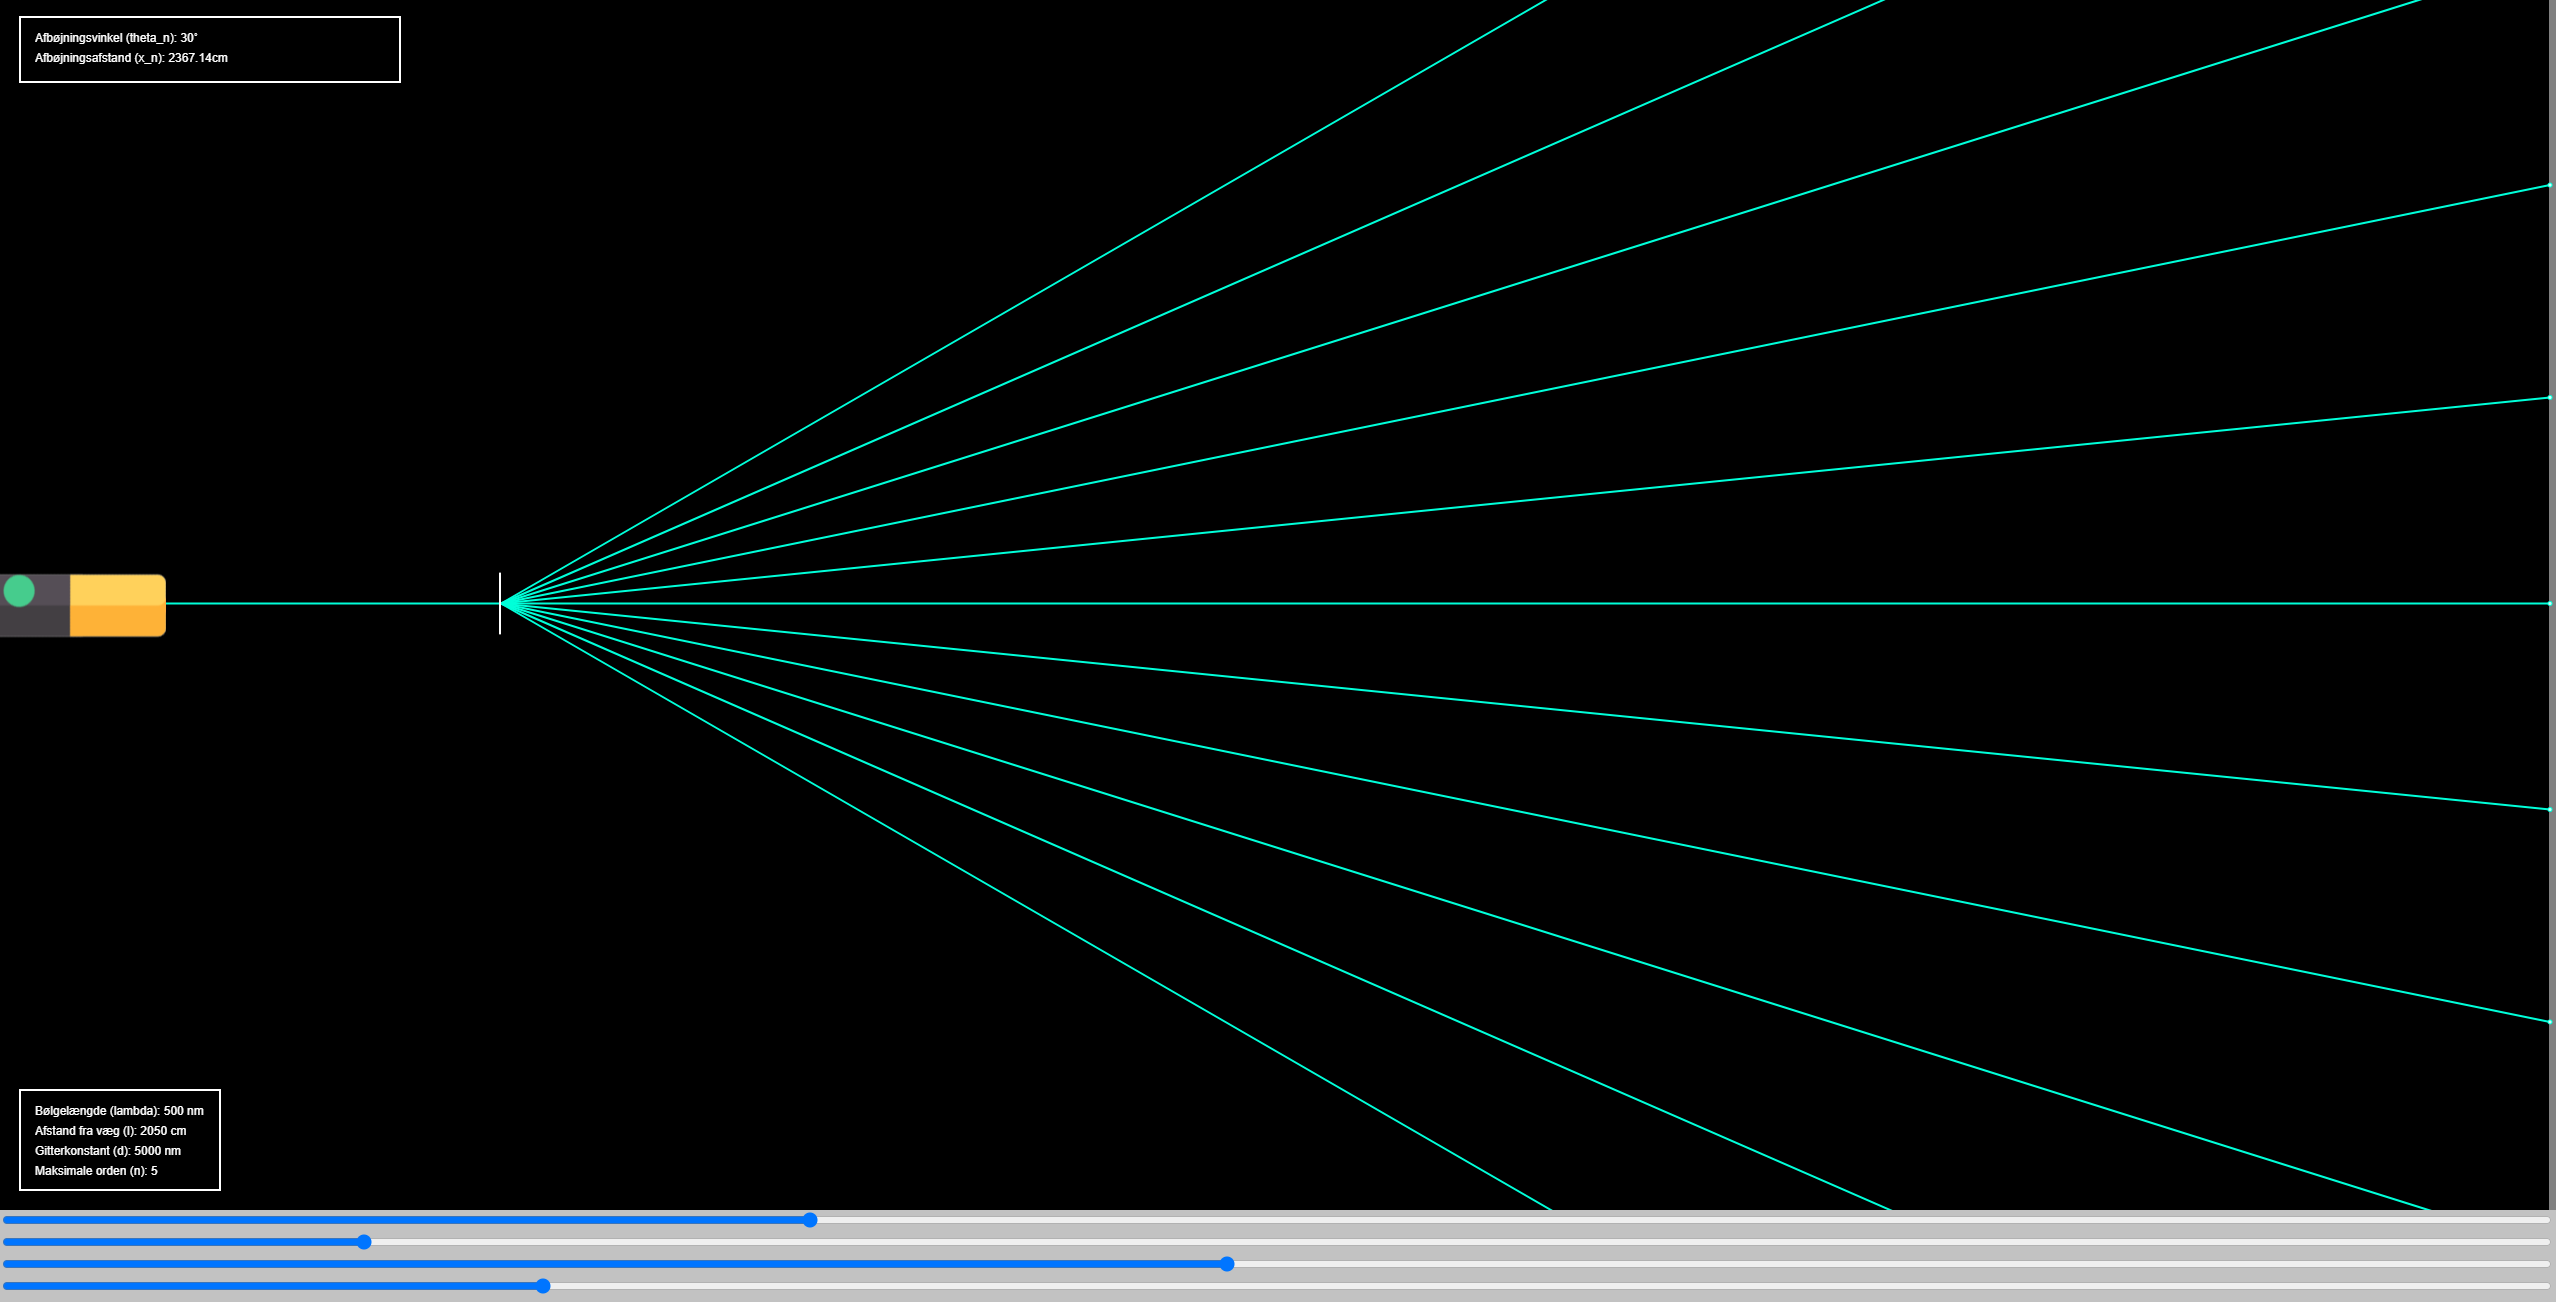 Afbøjningsvinkel (theta_n): 30°
Afbøjningsafstand (x_n): 2367.14cm
Bølgelængde (lambda): 500 nm
Afstand fra væg (l): 2050 cm
Gitterkonstant (d): 5000 nm
Maksimale orden (n): 5